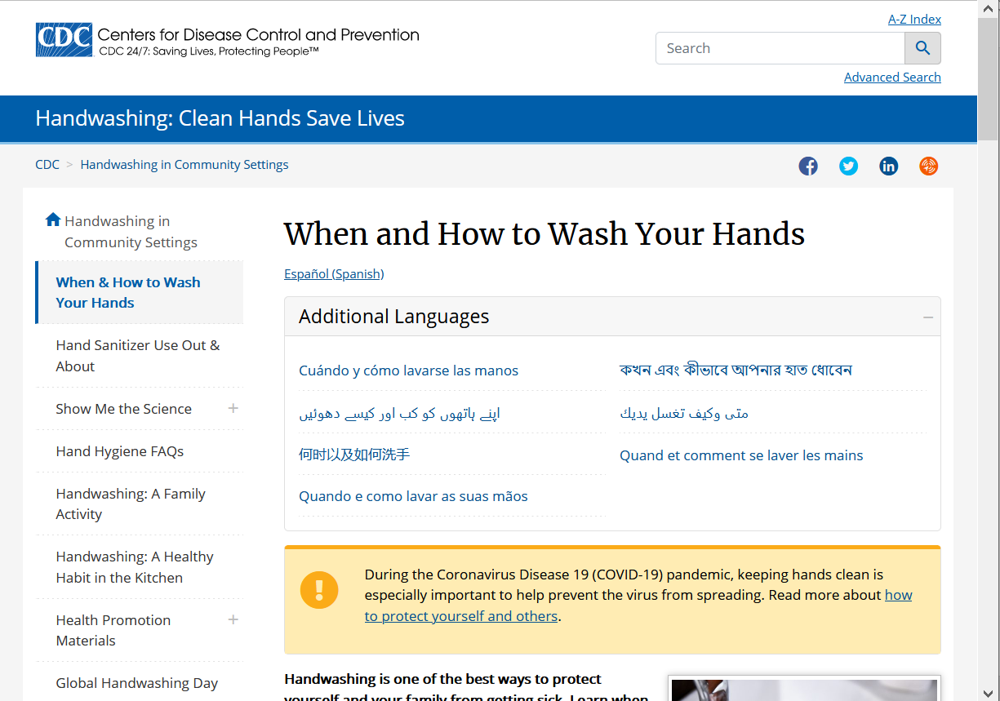 A-Z Index
CDC Centers for Disease Control and Prevention
CDC 24/7: Saving Lives, Protecting People™
Search
Advanced Search
Handwashing: Clean Hands Save Lives
CDC > Handwashing in Community Settings
Handwashing in
Community Settings
When & How to Wash
Your Hands
Hand Sanitizer Use Out &
About
Show Me the Science
Hand Hygiene FAQs
Handwashing: A Family
Activity
Handwashing: A Healthy
Habit in the Kitchen
Health Promotion
Materials
Global Handwashing Day
When and How to Wash Your Hands
Español (Spanish)
Additional Languages
Cuándo y cómo lavarse las manos
কখন এবং কীভাবে আপনার হাত ধোবেন
اپنے ہاتھوں کو کب اور کیسے دھوئیں
متى وكيف تغسل يديك
何时以及如何洗手
Quand et comment se laver les mains
Quando e como lavar as suas mãos
During the Coronavirus Disease 19 (COVID-19) pandemic, keeping hands clean is
especially important to help prevent the virus from spreading. Read more about how
to protect yourself and others.
Handwashing is one of the best ways to protect
yourself and your family from getting sick. Learn when